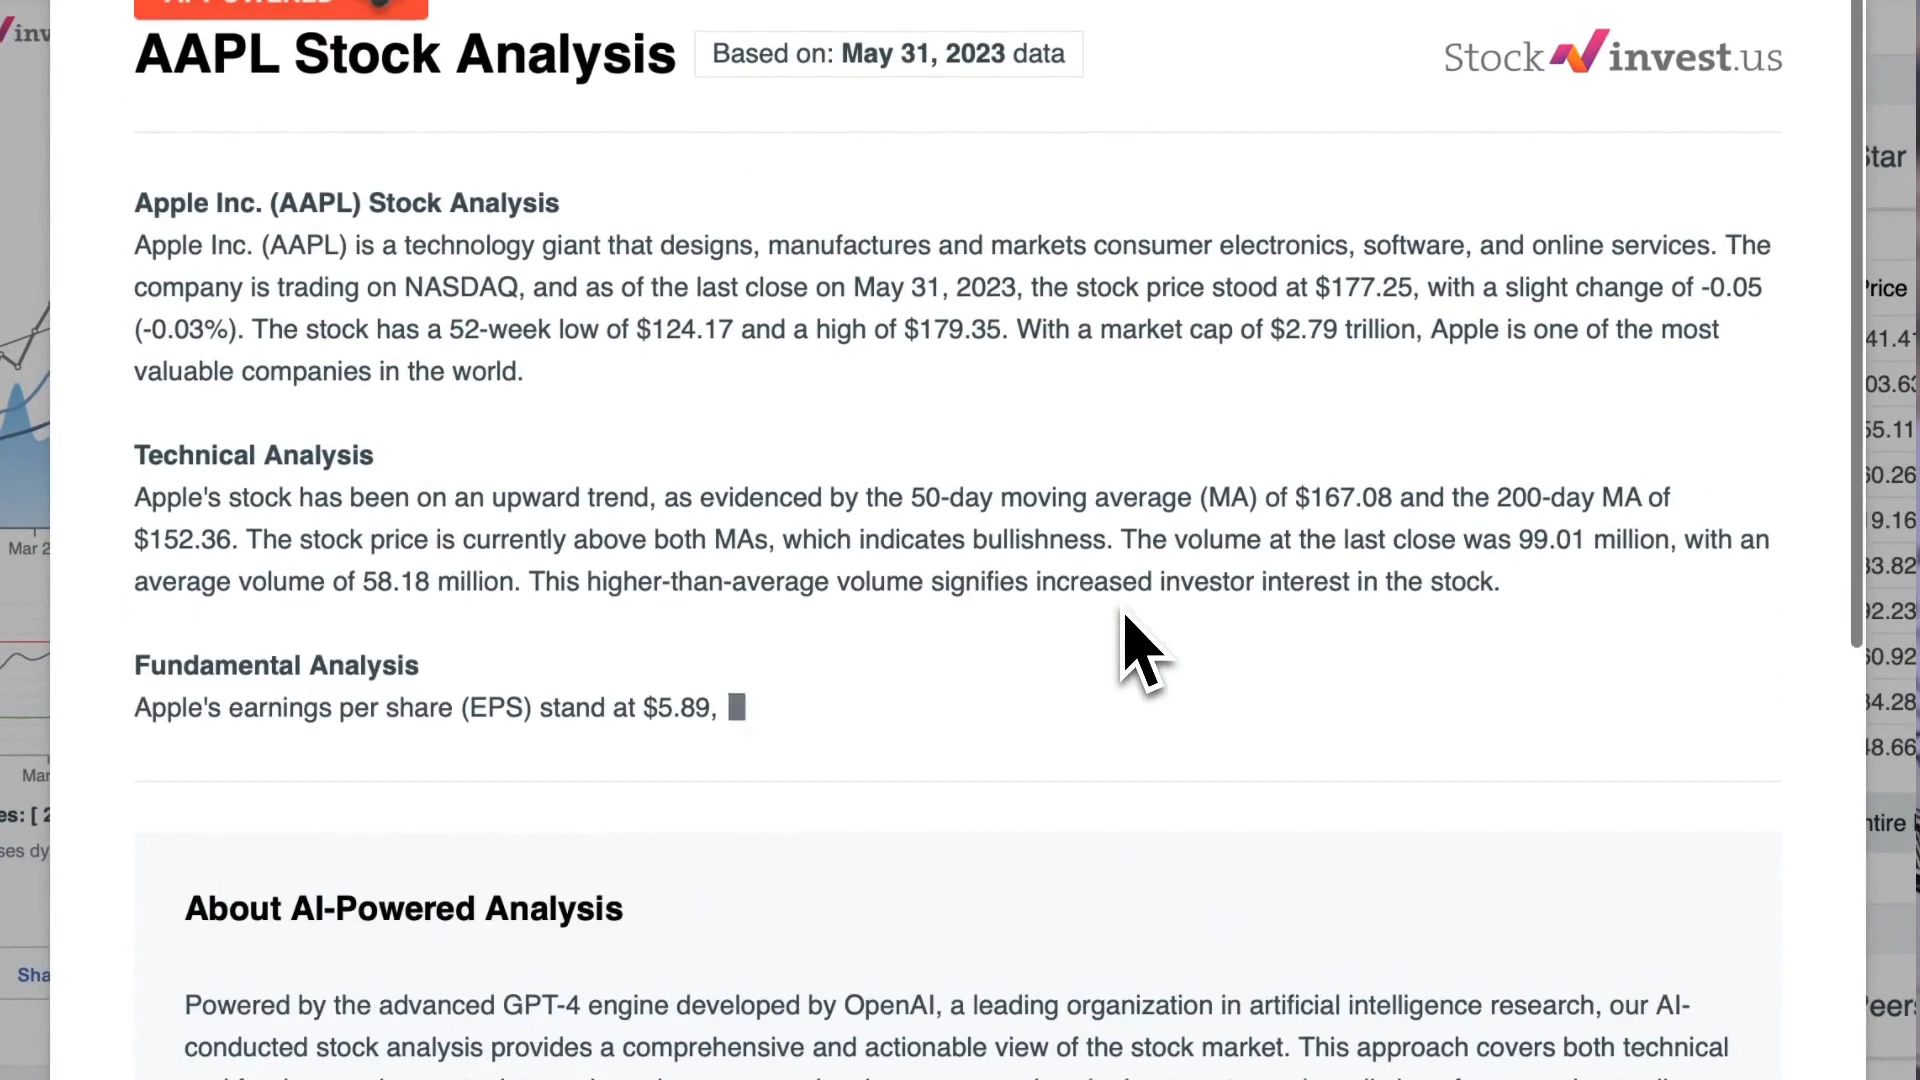 AAPL Stock Analysis
Based on: May 31, 2023 data
Stock invest.us
Apple Inc. (AAPL) Stock Analysis
Apple Inc. (AAPL) is a technology giant that designs, manufactures and markets consumer electronics, software, and online services. The
company is trading on NASDAQ, and as of the last close on May 31, 2023, the stock price stood at $177.25, with a slight change of -0.05
(-0.03%). The stock has a 52-week low of $124.17 and a high of $179.35. With a market cap of $2.79 trillion, Apple is one of the most
valuable companies in the world.
Technical Analysis
Apple's stock has been on an upward trend, as evidenced by the 50-day moving average (MA) of $167.08 and the 200-day MA of
$152.36. The stock price is currently above both MAs, which indicates bullishness. The volume at the last close was 99.01 million, with an
average volume of 58.18 million. This higher-than-average volume signifies increased investor interest in the stock.
Fundamental Analysis
Apple's earnings per share (EPS) stand at $5.89,
About AI-Powered Analysis
Powered by the advanced GPT-4 engine developed by OpenAI, a leading organization in artificial intelligence research, our AI-
conducted stock analysis provides a comprehensive and actionable view of the stock market. This approach covers both technical